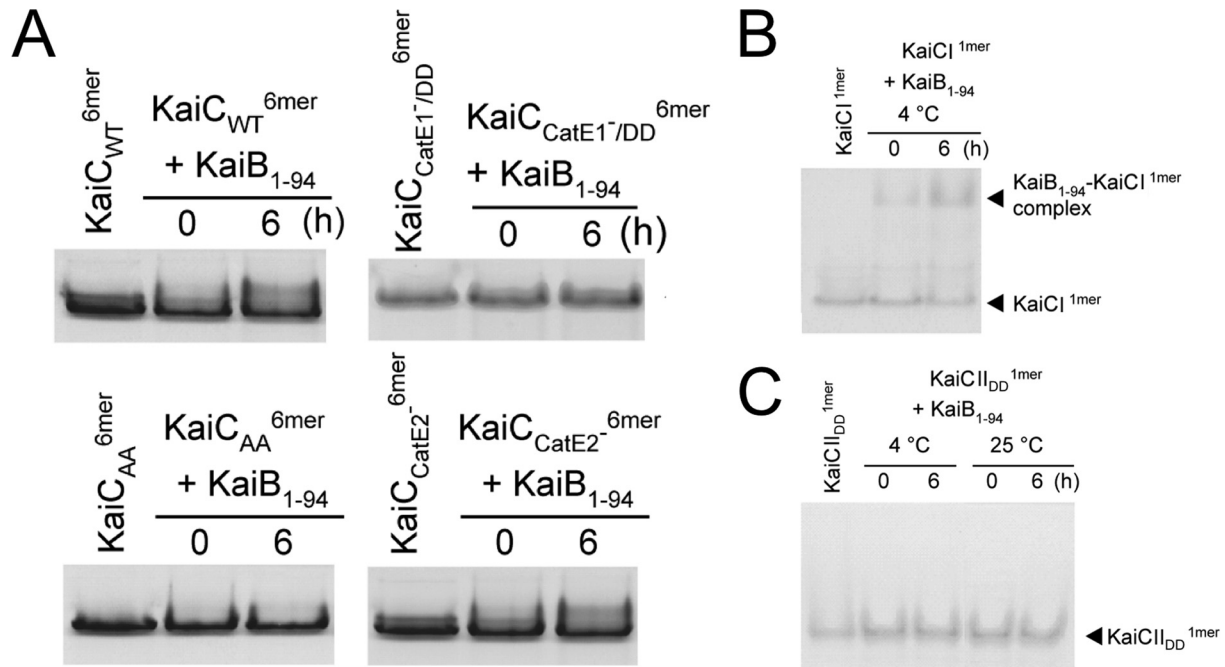 A
KaiC_WT^6mer
KaiC_WT^6mer
+ KaiB_1-94
0 6 (h)
KaiC_CatE1^-/DD^6mer
KaiC_CatE1^-/DD^6mer
+ KaiB_1-94
0 6 (h)
KaiC_AA^6mer
KaiC_AA^6mer
+ KaiB_1-94
0 6
KaiC_CatE2^-^6mer
KaiC_CatE2^-^6mer
+ KaiB_1-94
0 6
B
KaiCI^1mer
KaiCI^1mer
+ KaiB_1-94
4 °C
0 6 (h)
KaiB_1-94-KaiCI^1mer
complex
KaiCI^1mer
C
KaiCII_DD^1mer
KaiCII_DD^1mer
+ KaiB_1-94
4 °C 25 °C
0 6 0 6 (h)
KaiCII_DD^1mer